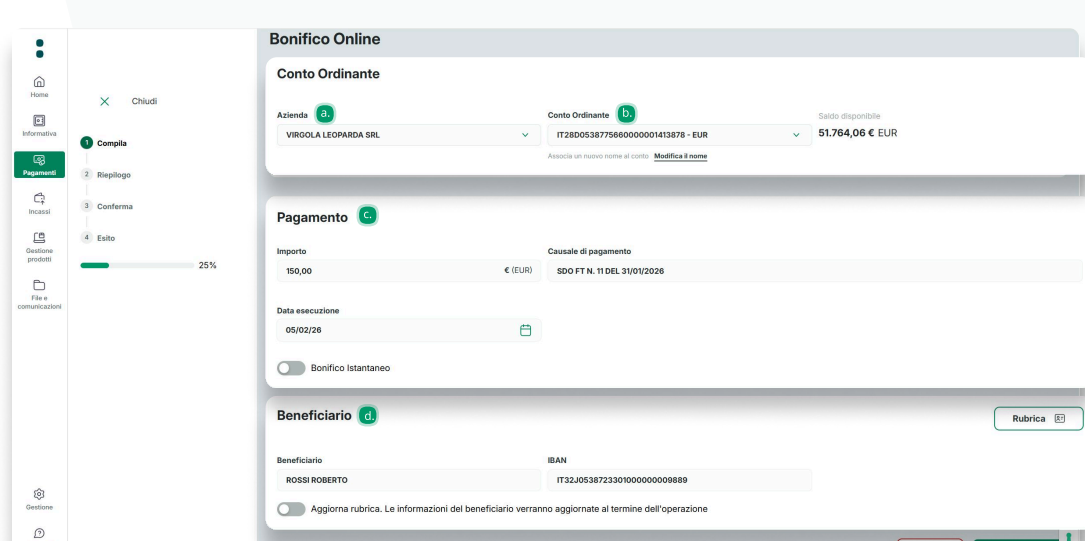 Bonifico Online
Conto Ordinante
Home
Informativa
Pagamenti
Incassi
Gestione
prodotti
File e
comunicazioni
Gestione
Chiudi
1 Compila
2 Riepilogo
3 Conferma
4 Esito
25%
Azienda a.
VIRGOLA LEOPARDA SRL
Conto Ordinante b.
IT28D0538775660000001413878 - EUR
Associa un nuovo nome al conto Modifica il nome
Saldo disponibile
51.764,06 € EUR
Pagamento c.
Importo
150,00 € (EUR)
Causale di pagamento
SDO FT N. 11 DEL 31/01/2026
Data esecuzione
05/02/26
Bonifico Istantaneo
Beneficiario d.
Rubrica
Beneficiario
ROSSI ROBERTO
IBAN
IT32J0538723301000000009889
Aggiorna rubrica. Le informazioni del beneficiario verranno aggiornate al termine dell'operazione